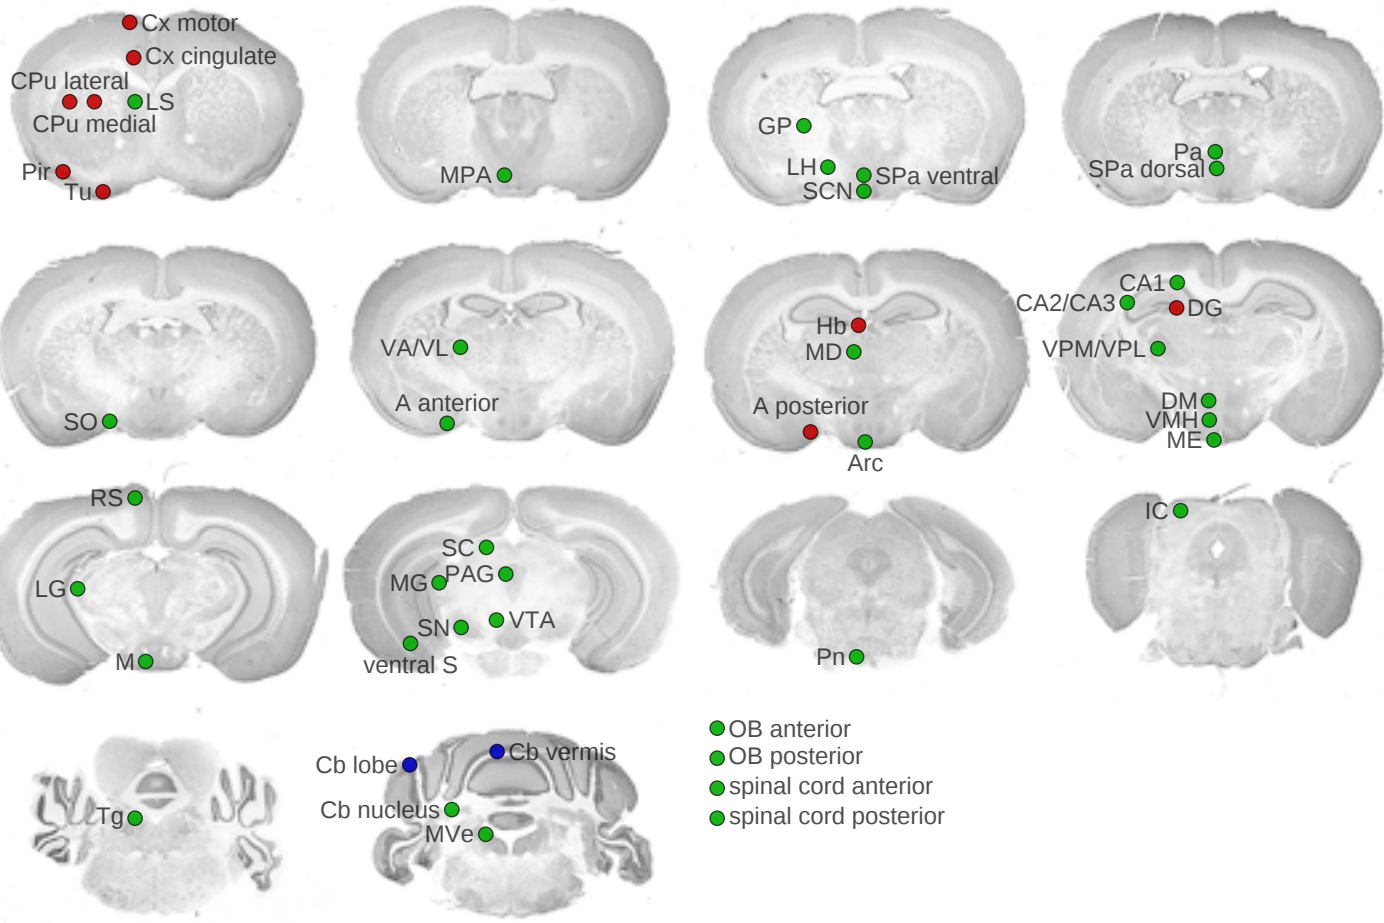 Cx motor
Cx cingulate
CPu lateral
LS
CPu medial
Pir
Tu
MPA
GP
LH
SPa ventral
SCN
Pa
SPa dorsal
SO
VA/VL
A anterior
Hb
MD
A posterior
Arc
CA1
CA2/CA3
DG
VPM/VPL
DM
VMH
ME
RS
LG
M
SC
MG
PAG
SN
VTA
ventral S
Pn
IC
Tg
Cb lobe
Cb vermis
Cb nucleus
MVe
OB anterior
OB posterior
spinal cord anterior
spinal cord posterior